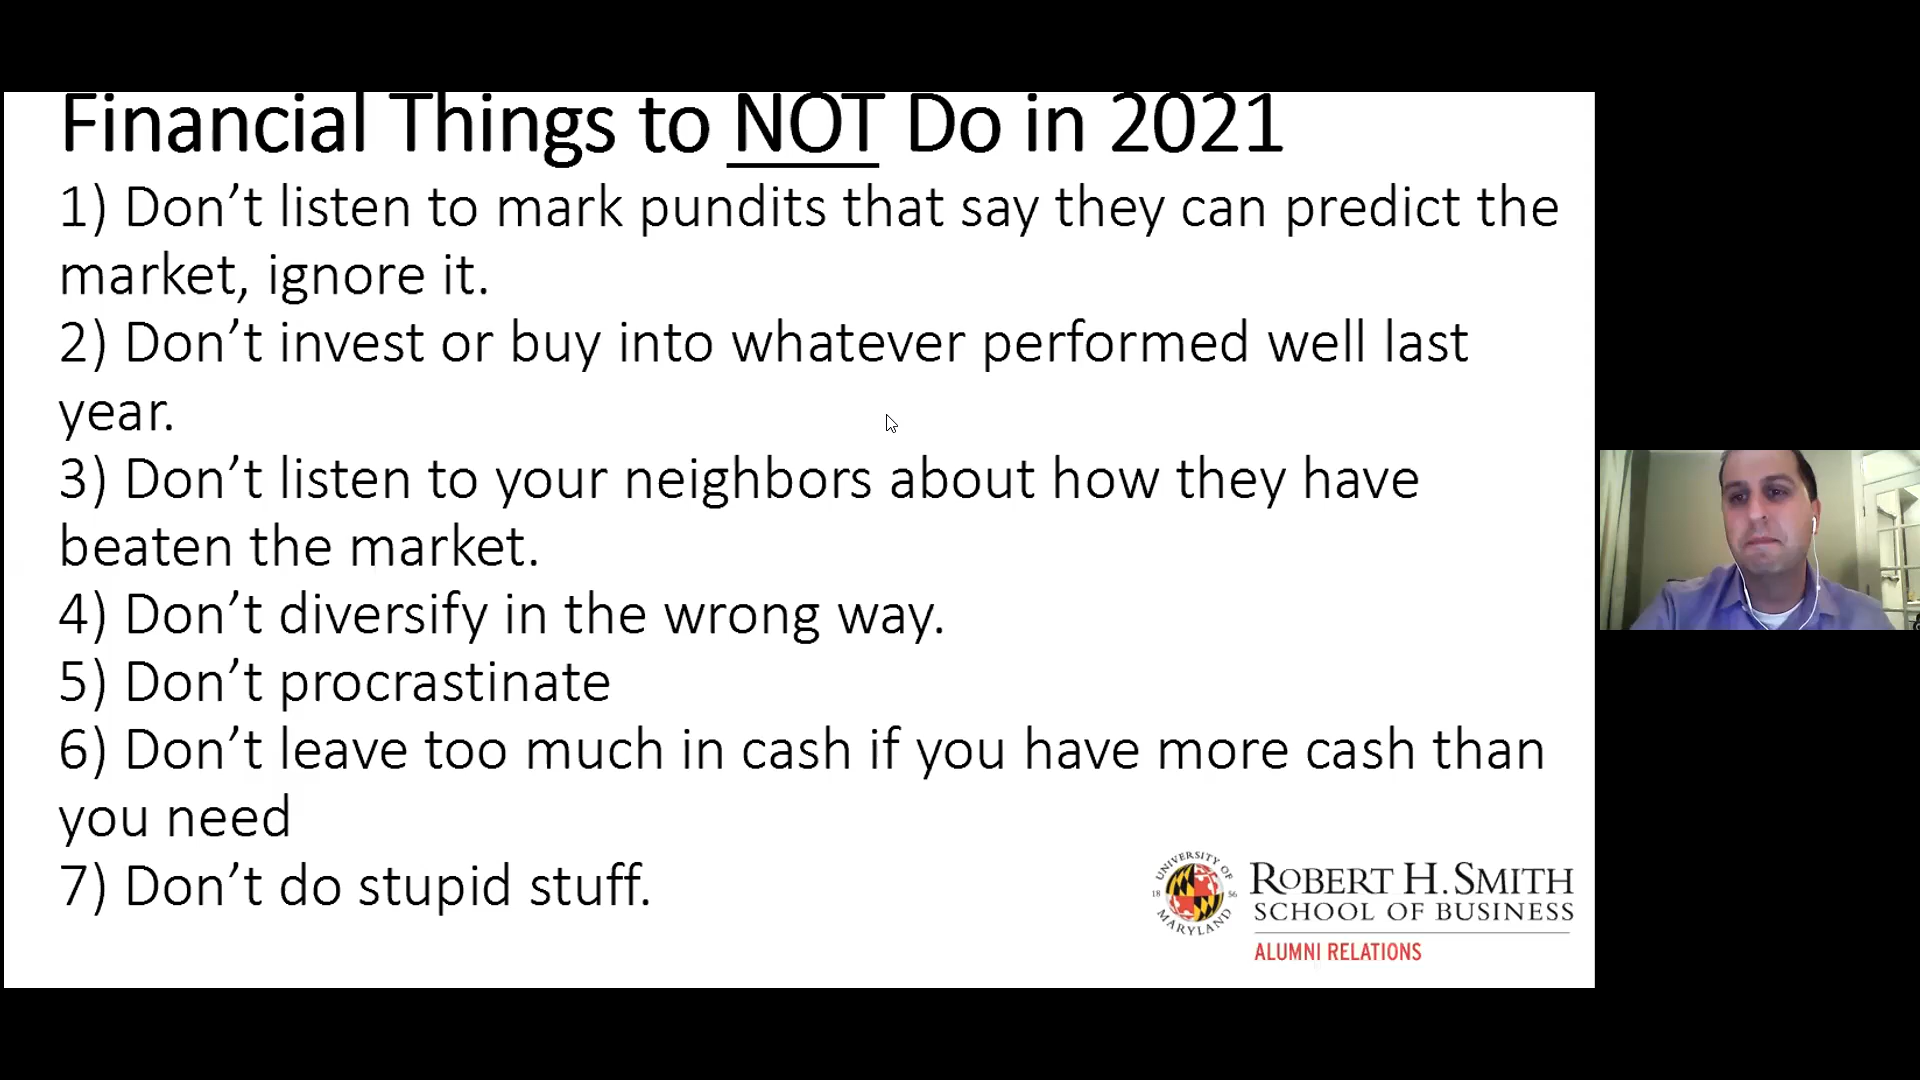 Financial Things to NOT Do in 2021
1) Don’t listen to mark pundits that say they can predict the
market, ignore it.
2) Don’t invest or buy into whatever performed well last
year.
3) Don’t listen to your neighbors about how they have
beaten the market.
4) Don’t diversify in the wrong way.
5) Don’t procrastinate
6) Don’t leave too much in cash if you have more cash than
you need
7) Don’t do stupid stuff.
UNIVERSITY OF
18 56
MARYLAND
ROBERT H. SMITH
SCHOOL OF BUSINESS
ALUMNI RELATIONS